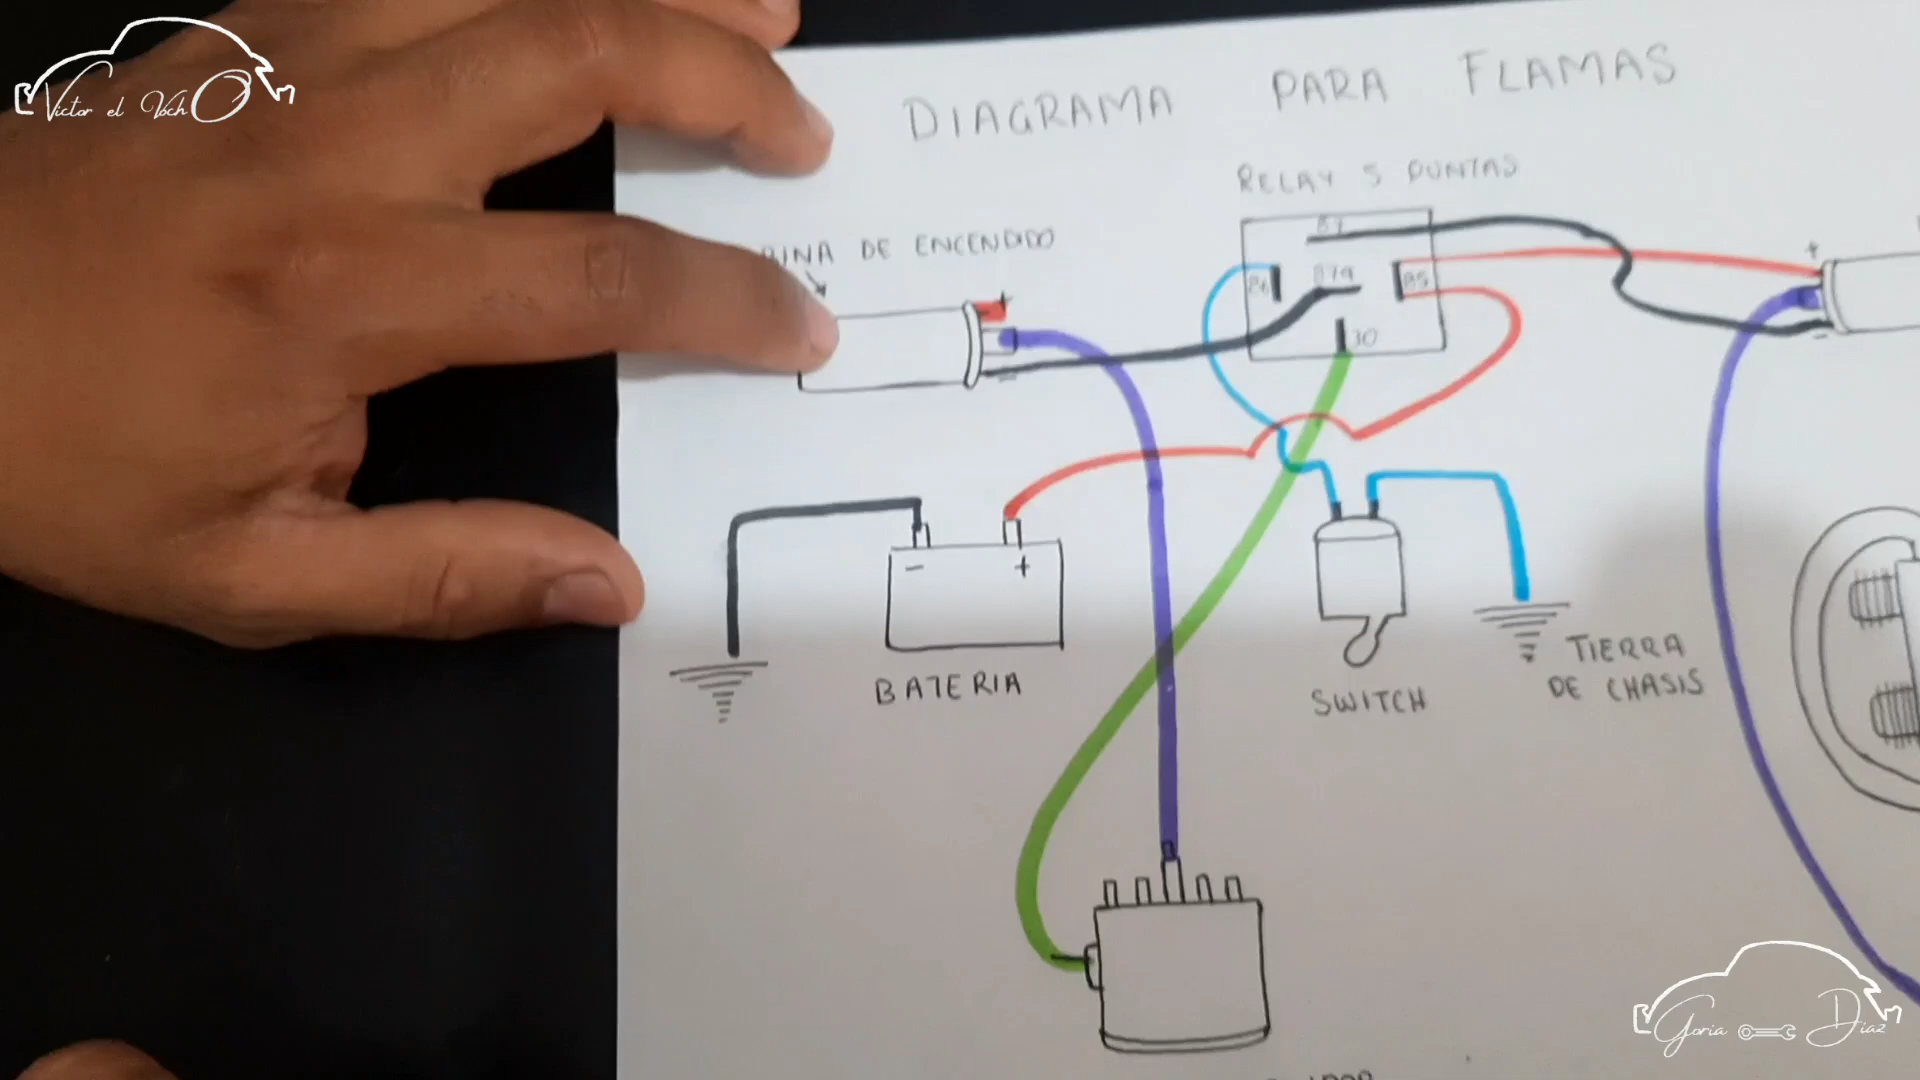 Victor el VochO
DIAGRAMA PARA FLAMAS
RELAY 5 PUNTAS
DE ENCENDIDO
87
86 87a 85
30
+
-
+
-
- +
BATERIA
SWITCH
TIERRA
DE CHASIS
Goria Diaz